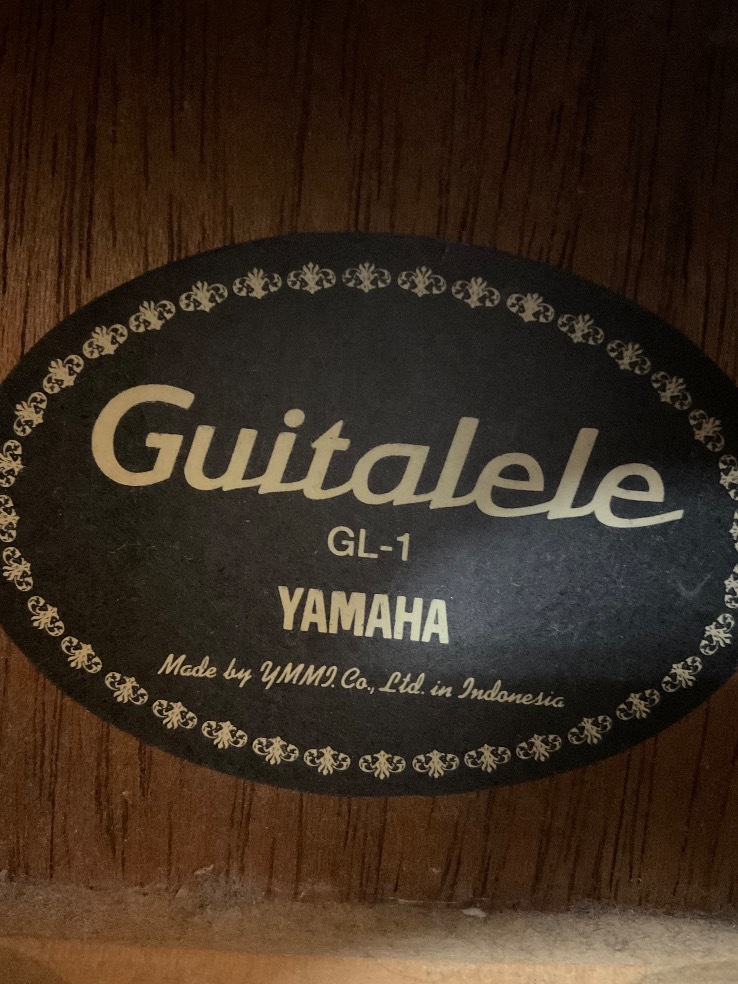 Guitalele
GL-1
YAMAHA
Made by YMMI. Co., Ltd. in Indonesia